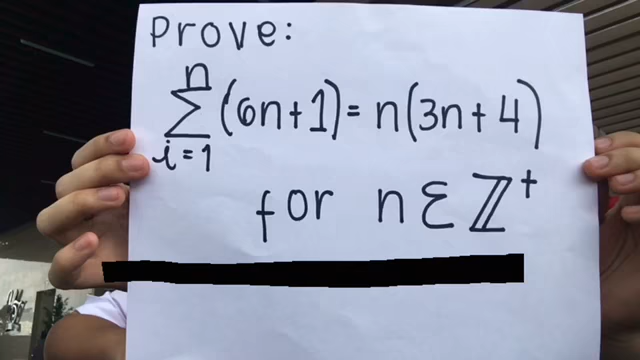 Prove:
n
∑ (6n+1) = n(3n+4)
i=1
for n ∈ ℤ⁺